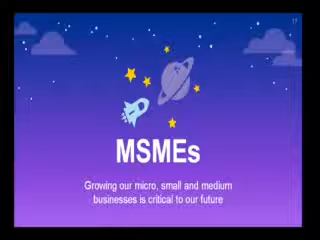 MSMEs
Growing our micro, small and medium
businesses is critical to our future